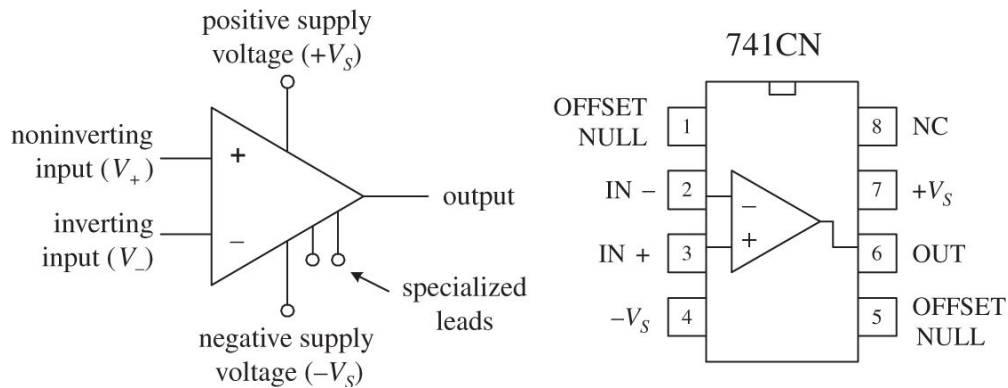 positive supply
voltage (+V_S)
noninverting
input (V_+)
+
inverting
input (V_–)
–
output
specialized
leads
negative supply
voltage (–V_S)
741CN
OFFSET
NULL
1
8
NC
IN –
2
–
7
+V_S
IN +
3
+
6
OUT
–V_S
4
5
OFFSET
NULL